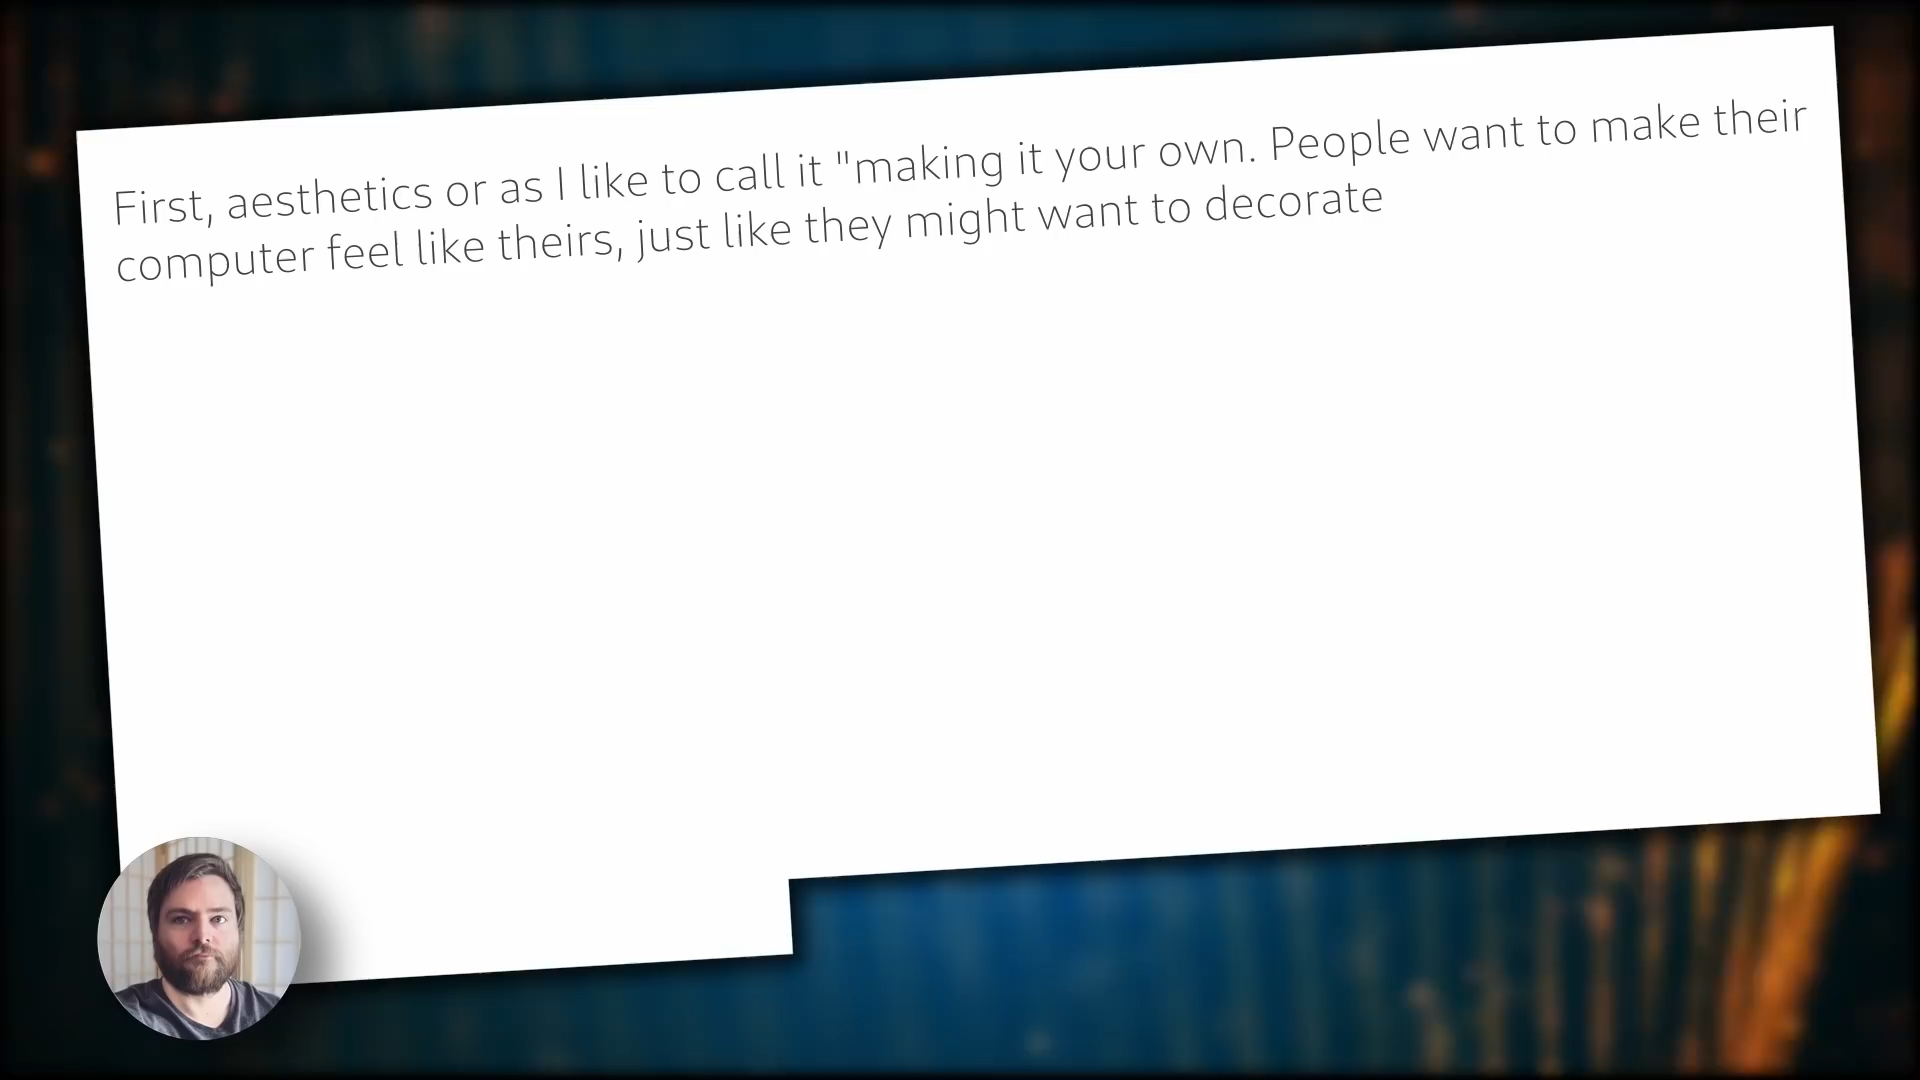 First, aesthetics or as I like to call it "making it your own. People want to make their
computer feel like theirs, just like they might want to decorate